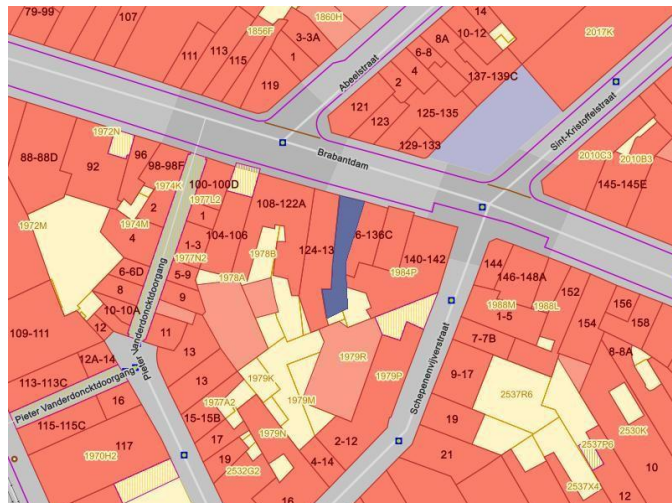 79-99
107
1856F
1860H
3-3A
1
14
10-12
8A
6-8
2017K
111
113
115
119
Abeelstraat
2
4
137-139C
Sint-Kristoffelstraat
121
123
125-135
129-133
Brabantdam
2010C3
2010B3
145-145E
1972N
88-88D
92
96
98-98F
1974K
100-100D
1977L2
1
2
1974M
4
1972M
108-122A
104-106
1-3
1977N2
1978B
124-13
6-136C
140-142
1984P
144
146-148A
1988M
1988L
1-5
152
154
156
158
6-6D
8
5-9
9
1978A
10-10A
12
11
Pieter Vanderdoncktdoorgang
109-111
12A-14
13
1979R
7-7B
8-8A
Schepenenvijverstraat
113-113C
Pieter Vanderdoncktdoorgang
16
13
1979K
1979M
1979P
9-17
2537R6
115-115C
1977A2
15-15B
19
117
17
1979N
2-12
21
2530K
2537P6
1970H2
19
2532G2
4-14
10
16
2537X4
12